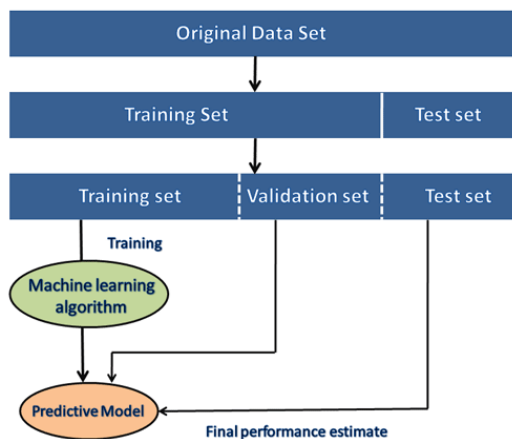 Original Data Set
Training Set
Test set
Training set
Validation set
Test set
Training
Machine learning
algorithm
Predictive Model
Final performance estimate